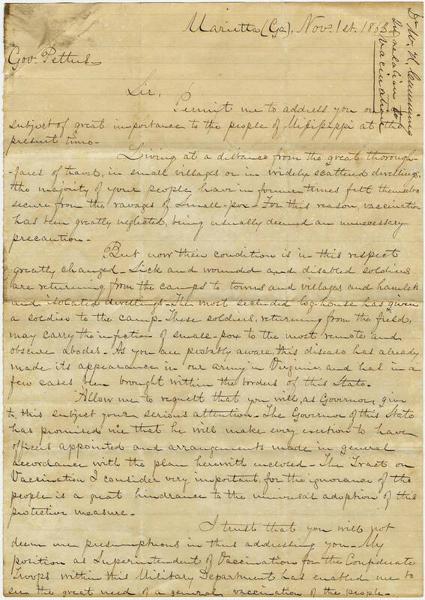 Marietta (Ga), Nov. 1st. 1862
Dr. W. H. Cumming
in relation to
vaccination
Gov. Pettus-
Sir,
Permit me to address you on a
subject of great importance to the people of Missisippi at the
present time-
Living at a distance from the great thorough-
-fares of travel, in small villages or in widely scattered dwellings,
the majority of your people have in former times felt themselves
secure from the ravages of Small-pox- For this reason, vaccination
has been greatly neglected, being usually deemed an unnecessary
precaution-
But now their condition is in this respect
greatly changed- Sick and wounded and disabled soldiers
are returning from the camps to towns and villages and hamlets
and isolated dwellings- The most secluded log-house has given
a soldier to the camp. These soldiers, returning from the field,
may carry the infection of small-pox to the most remote and
obscure abodes- As you are probably aware this disease has already
made its appearance in our army in Virginia and has in a
few cases been brought within the borders of this State-
Allow me to request that you will, as Governor, give
to this subject your serious attention- The Governor of this State
has promised me that he will make every exertion to have
officers appointed and arrangements made in general
accordance with the plan herewith enclosed- The Tract on
Vaccination I consider very important, for the ignorance of the
people is a great hindrance to the universal adoption of this
protective measure-
I trust that you will not
deem me presumptuous in thus addressing you- My
position as Superintendent of Vaccination for the Confederate
Troops within this Military Department has enabled me to
see the great need of a general vaccination of the people-